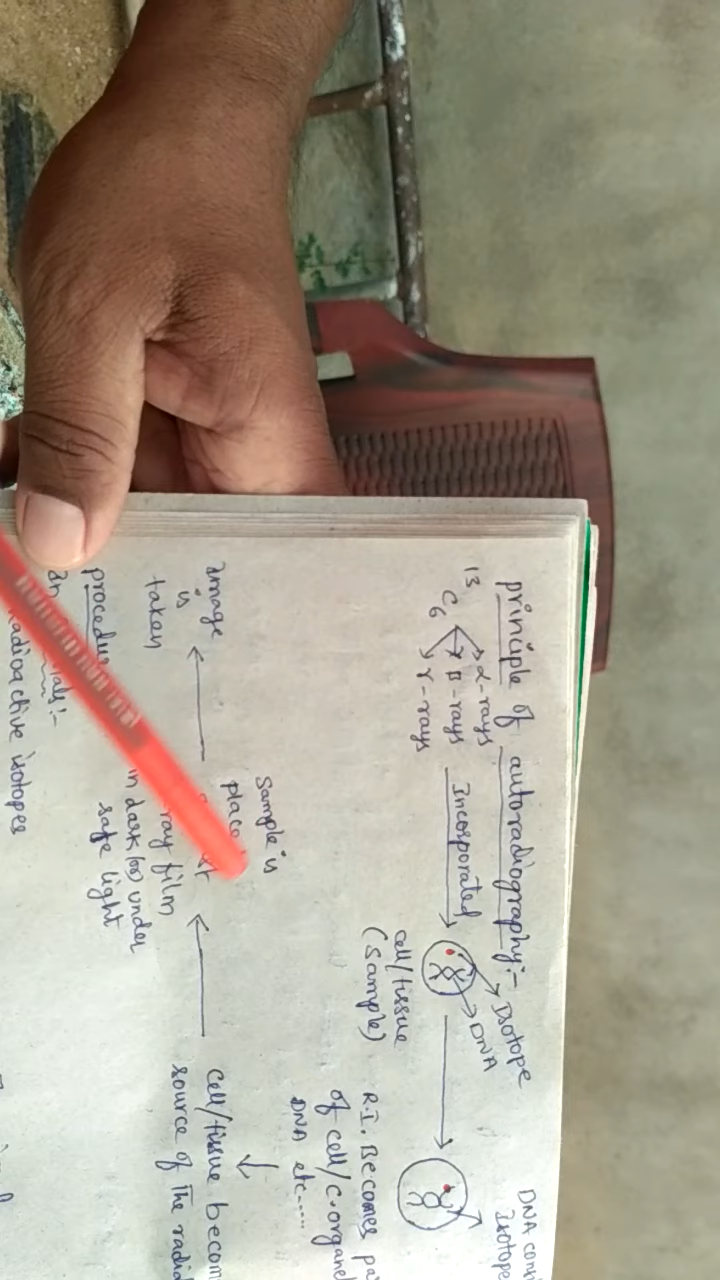 principle of autoradiography:-
13
C6
α-rays
β-rays
γ-rays
Incorporated
Isotope
DNA
cell/tissue
(sample)
DNA
Isotope
R.I. Becomes
of cell/c.organel
DNA etc.....
cell/tissue becom
source of the radi
Sample is
ray film
in dark (or) under
safe light
Image
is
taken
radioactive isotopes